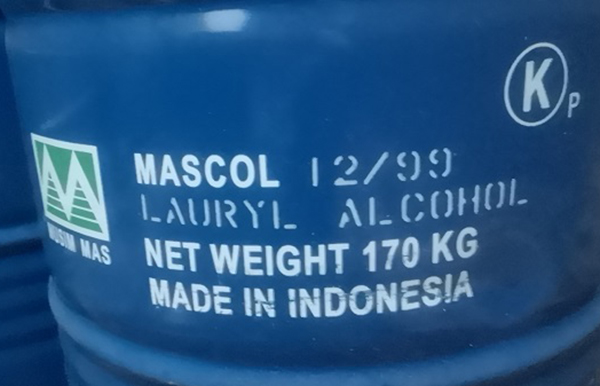 K P
MUSIM MAS
MASCOL 12/99
LAURYL ALCOHOL
NET WEIGHT 170 KG
MADE IN INDONESIA